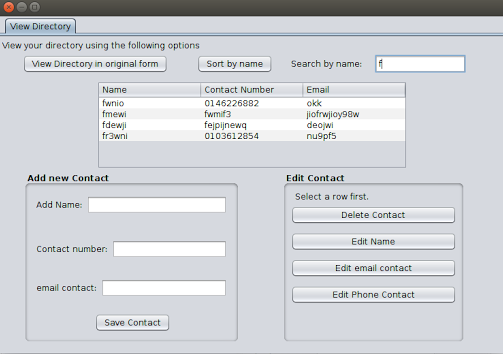 View Directory
View your directory using the following options
View Directory in original form Sort by name Search by name: f
Name Contact Number Email
fwnio 0146226882 okk
fmewi fwmif3 jiofrwjioy98w
fdewji fejpijnewq deojwi
fr3wni 0103612854 nu9pf5
Add new Contact Edit Contact
Select a row first.
Add Name: Delete Contact
Edit Name
Contact number:
Edit email contact
email contact:
Edit Phone Contact
Save Contact